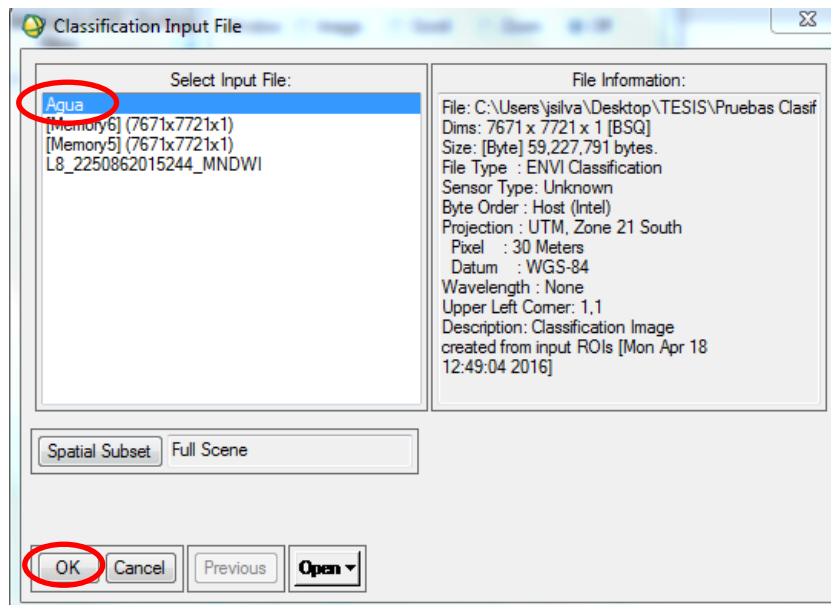 Classification Input File
Select Input File:
Agua
[Memory6] (7671x7721x1)
[Memory5] (7671x7721x1)
L8_2250862015244_MNDWI
File Information:
File: C:\Users\jsilva\Desktop\TESIS\Pruebas Clasif
Dims: 7671 x 7721 x 1 [BSQ]
Size: [Byte] 59,227,791 bytes.
File Type : ENVI Classification
Sensor Type: Unknown
Byte Order : Host (Intel)
Projection : UTM, Zone 21 South
Pixel : 30 Meters
Datum : WGS-84
Wavelength : None
Upper Left Corner: 1,1
Description: Classification Image
created from input ROIs [Mon Apr 18
12:49:04 2016]
Spatial Subset Full Scene
OK Cancel Previous Open